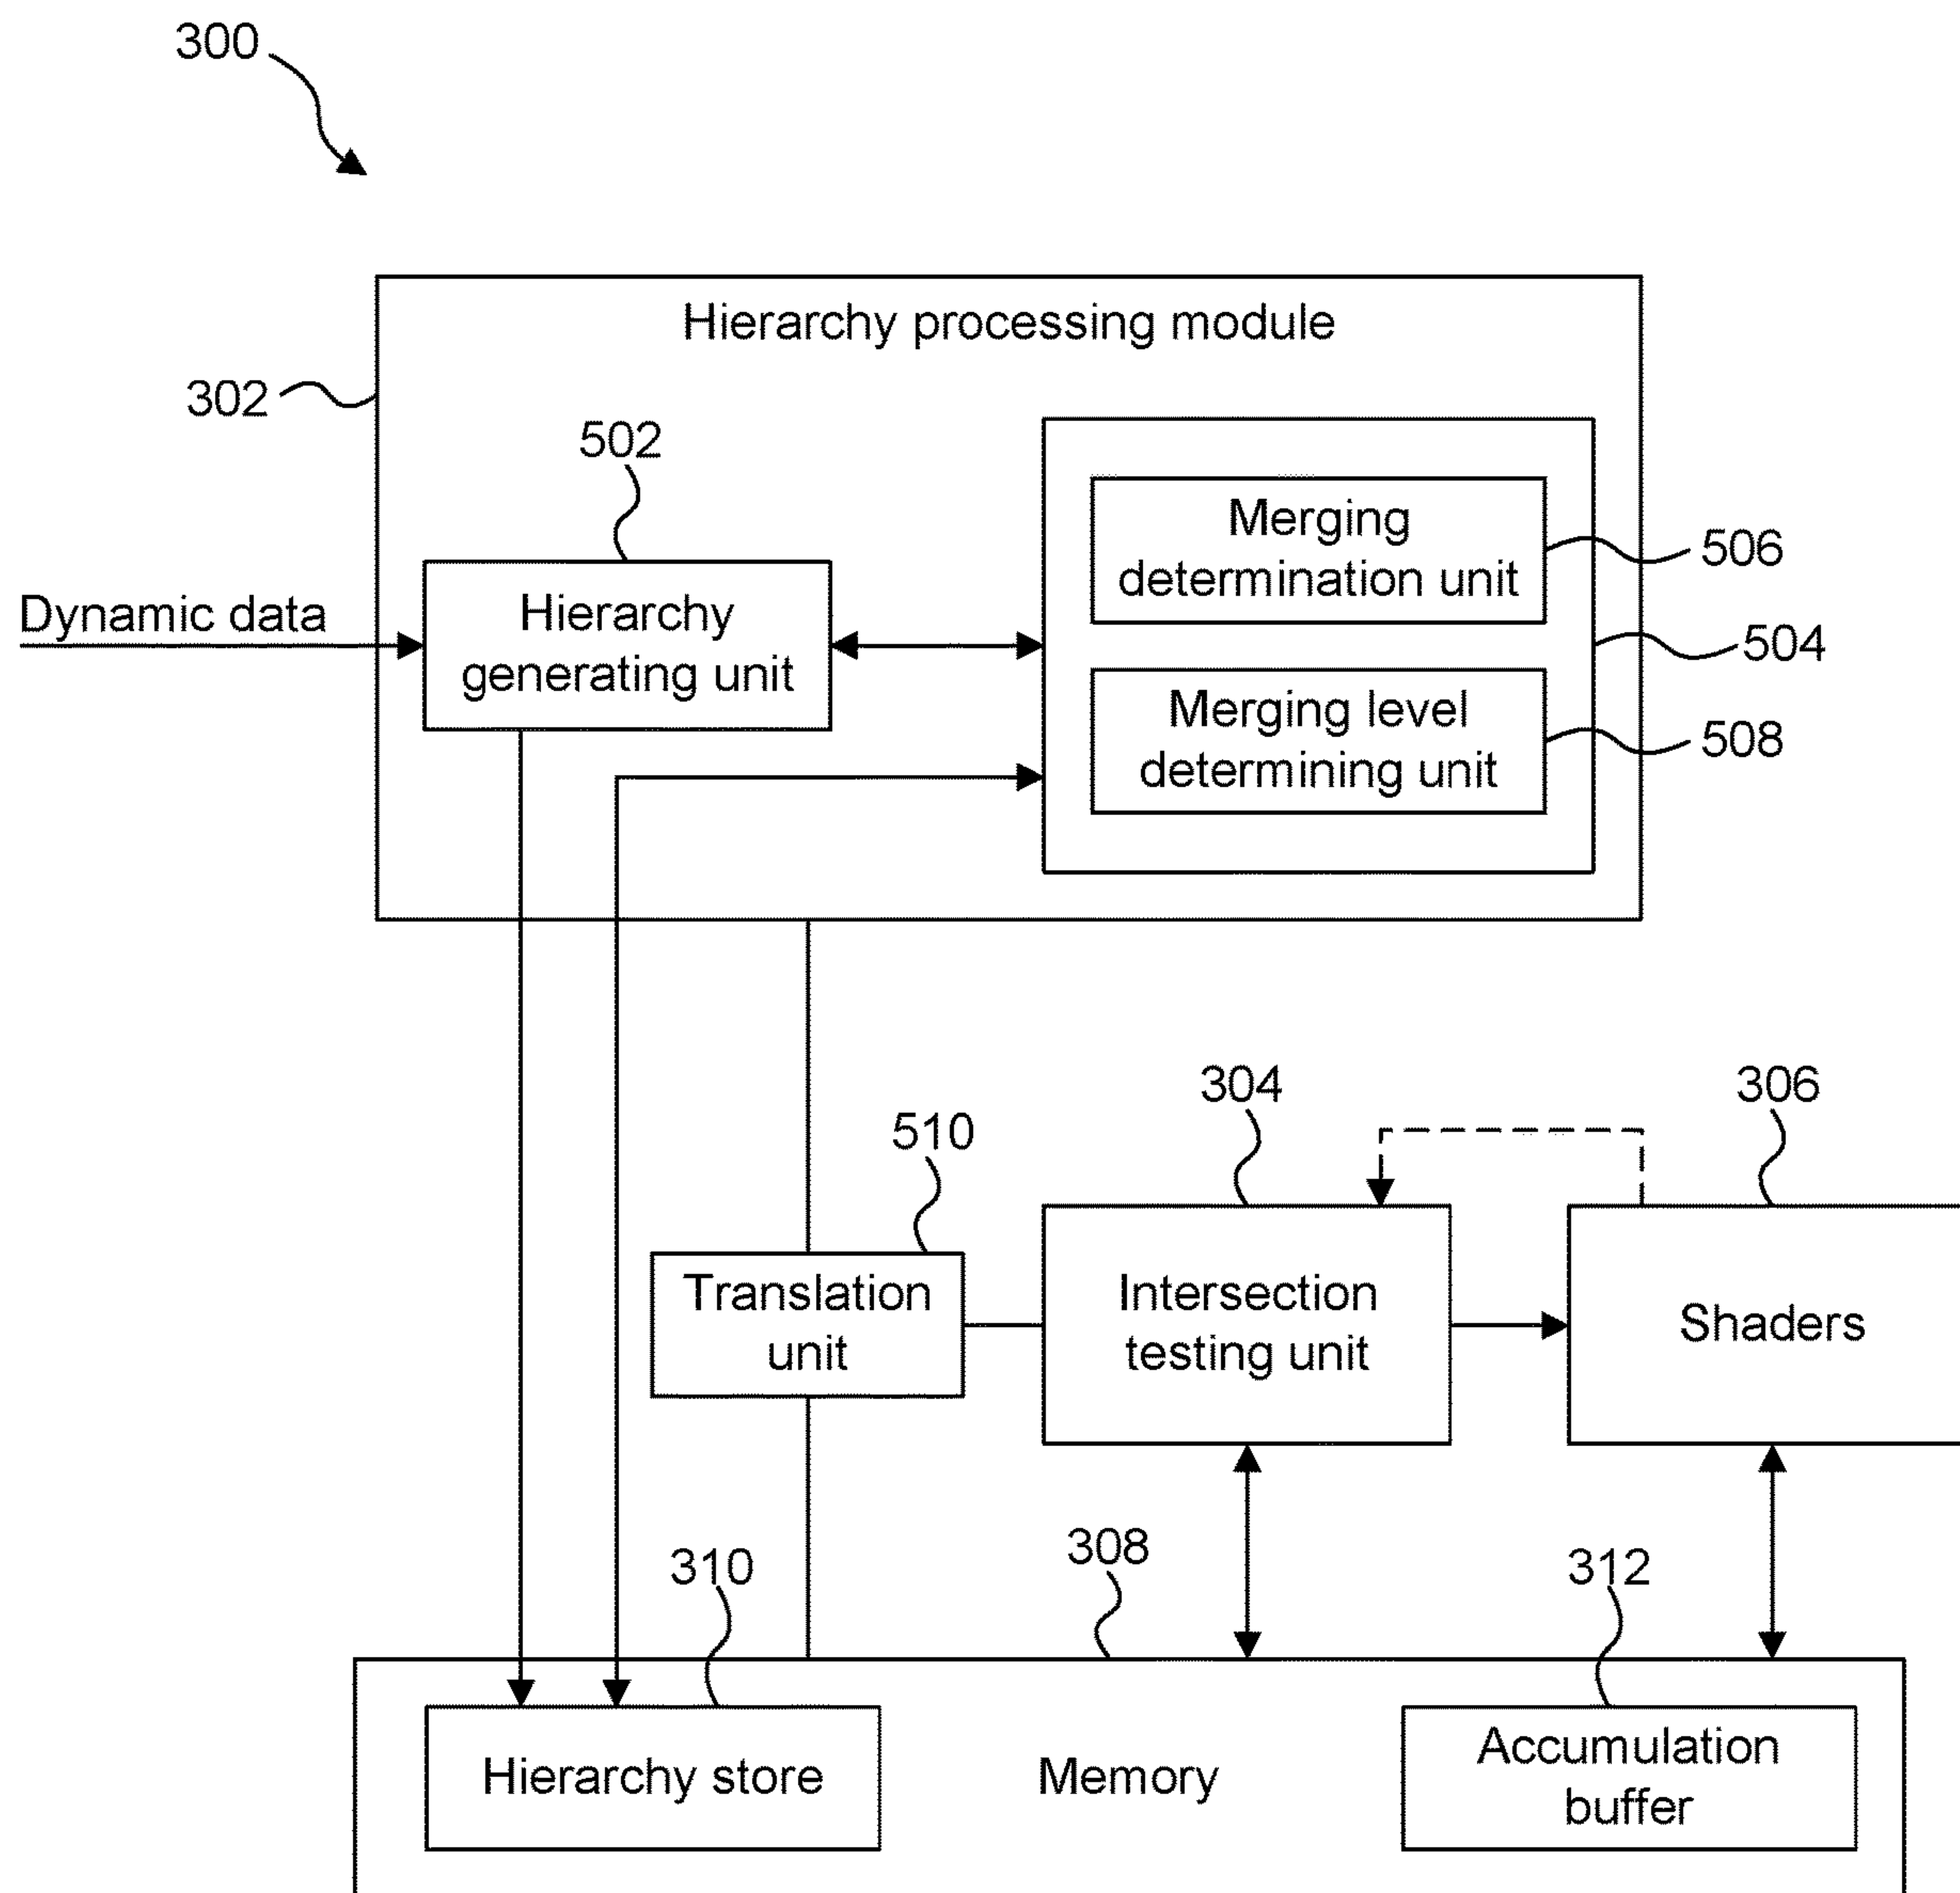 300
Hierarchy processing module
302
502
Merging
determination unit
506
Dynamic data
Hierarchy
generating unit
504
Merging level
determining unit
508
304
306
510
Translation
unit
Intersection
testing unit
Shaders
308
310
312
Hierarchy store
Memory
Accumulation
buffer